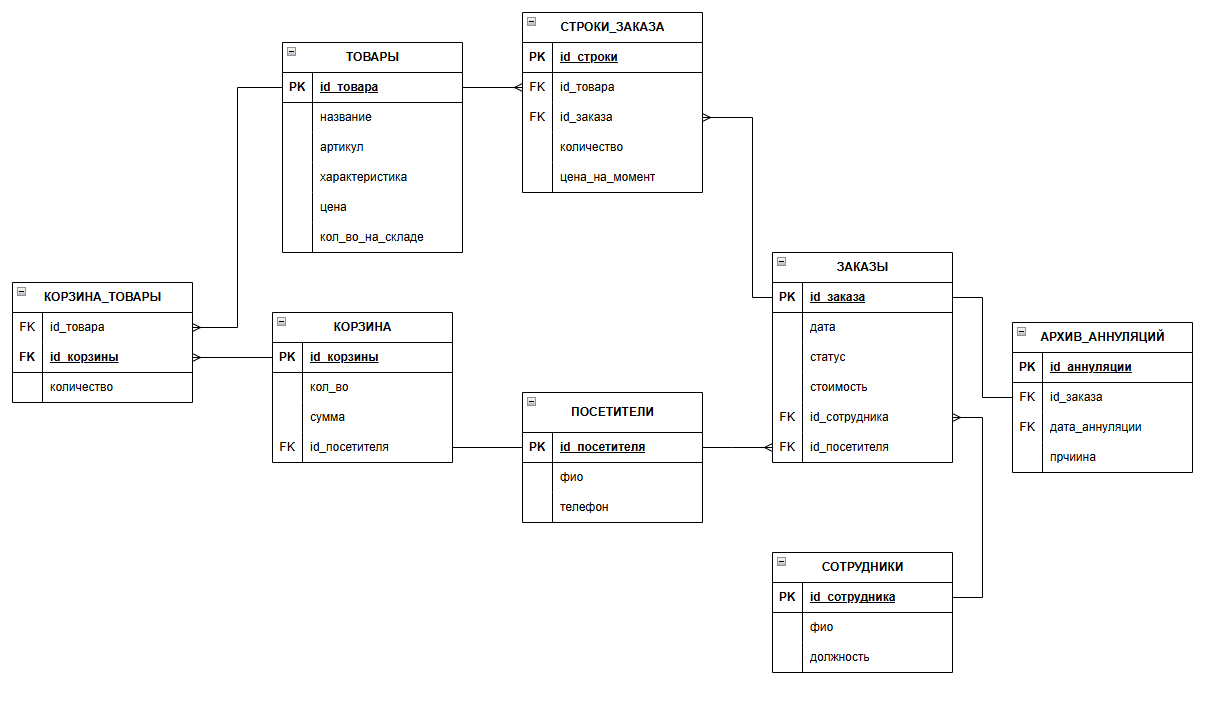 СТРОКИ_ЗАКАЗА
PK id_строки
FK id_товара
FK id_заказа
количество
цена_на_момент
ТОВАРЫ
PK id_товара
название
артикул
характеристика
цена
кол_во_на_складе
КОРЗИНА_ТОВАРЫ
FK id_товара
FK id_корзины
количество
КОРЗИНА
PK id_корзины
кол_во
сумма
FK id_посетителя
ПОСЕТИТЕЛИ
PK id_посетителя
фио
телефон
ЗАКАЗЫ
PK id_заказа
дата
статус
стоимость
FK id_сотрудника
FK id_посетителя
АРХИВ_АННУЛЯЦИЙ
PK id_аннуляции
FK id_заказа
FK дата_аннуляции
прчиина
СОТРУДНИКИ
PK id_сотрудника
фио
должность